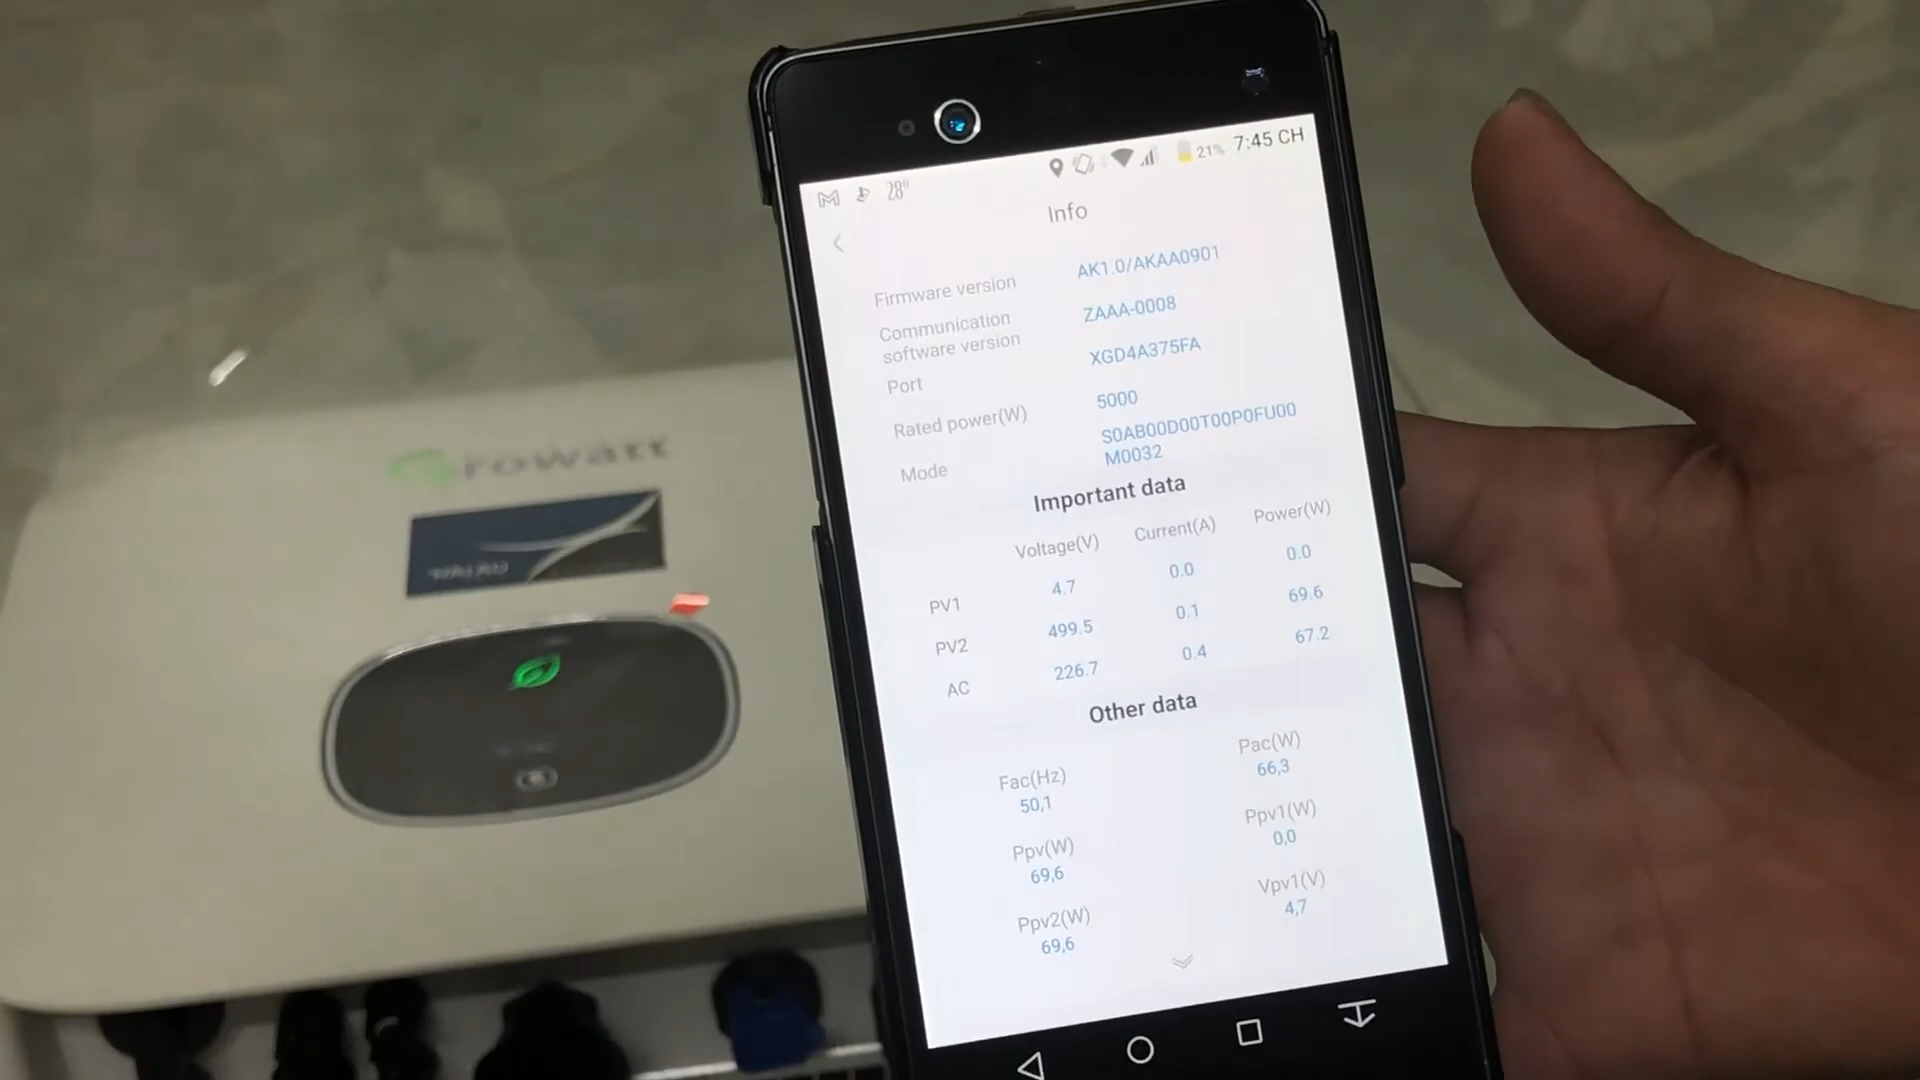 28°
21%
7:45 CH
Info
Firmware version
AK1.0/AKAA0901
Communication
software version
ZAAA-0008
Port
XGD4A375FA
Rated power(W)
5000
Mode
S0AB00D00T00P0FU00
M0032
Important data
Voltage(V) Current(A) Power(W)
PV1 4.7 0.0 0.0
PV2 499.5 0.1 69.6
AC 226.7 0.4 67.2
Other data
Fac(Hz) Pac(W)
50,1 66,3
Ppv(W) Ppv1(W)
69,6 0,0
Ppv2(W) Vpv1(V)
69,6 4,7
Growatt